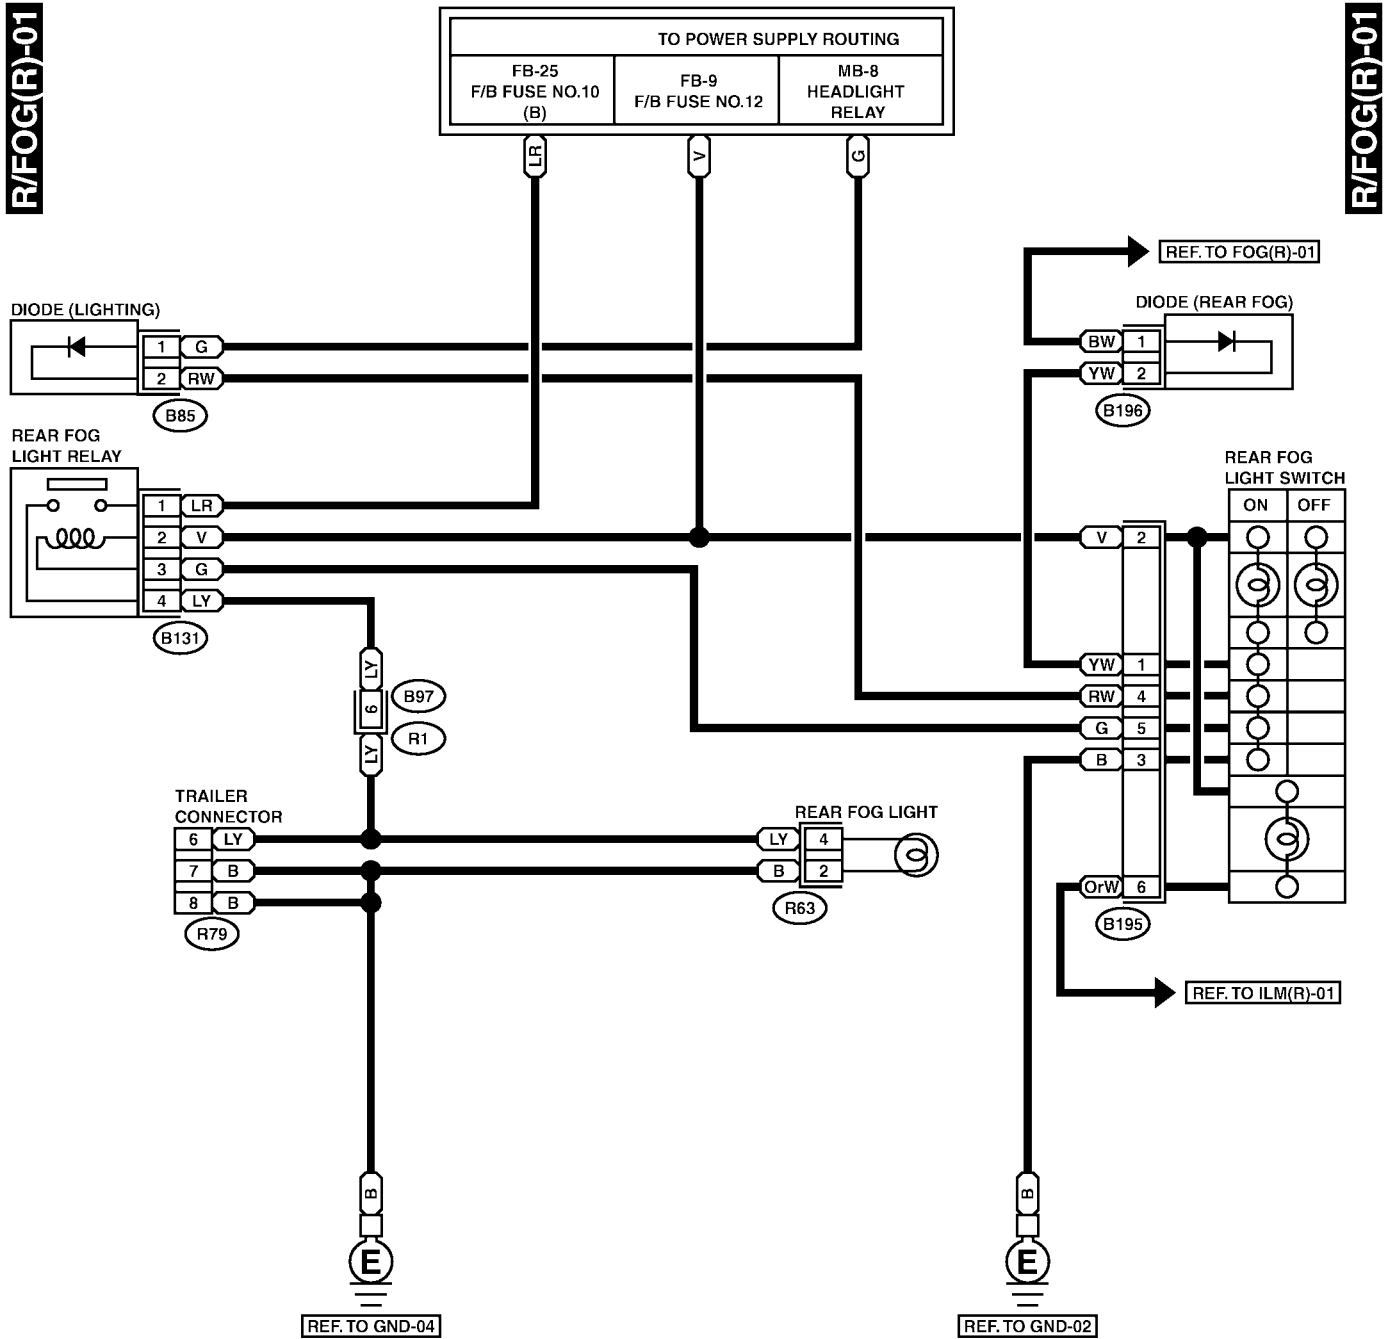 R/FOG(R)-01
R/FOG(R)-01
TO POWER SUPPLY ROUTING
FB-25
F/B FUSE NO.10
(B)
FB-9
F/B FUSE NO.12
MB-8
HEADLIGHT
RELAY
LR
V
G
REF. TO FOG(R)-01
DIODE (LIGHTING)
1 G
2 RW
B85
DIODE (REAR FOG)
BW 1
YW 2
B196
REAR FOG
LIGHT RELAY
1 LR
2 V
3 G
4 LY
B131
REAR FOG
LIGHT SWITCH
ON OFF
V 2
YW 1
RW 4
G 5
B 3
OrW 6
B195
LY
6
B97
R1
LY
TRAILER
CONNECTOR
6 LY
7 B
8 B
R79
REAR FOG LIGHT
LY 4
B 2
R63
REF. TO ILM(R)-01
B
E
REF. TO GND-04
B
E
REF. TO GND-02